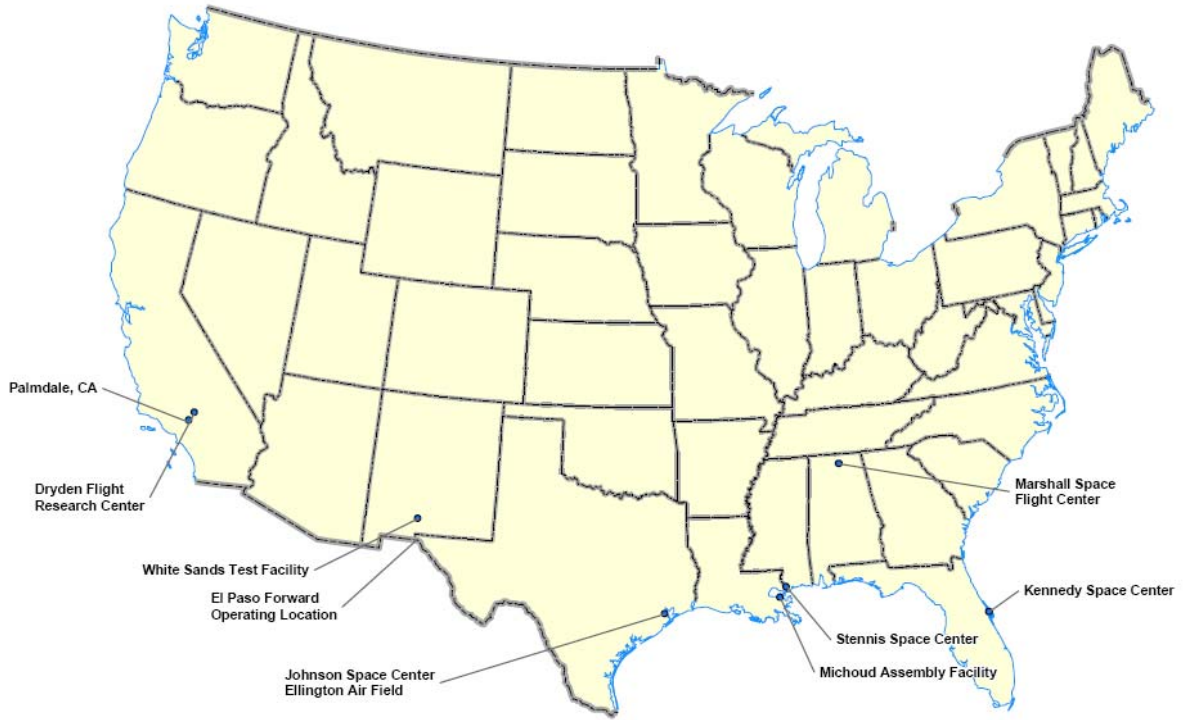 Palmdale, CA
Dryden Flight
Research Center
White Sands Test Facility
El Paso Forward
Operating Location
Johnson Space Center
Ellington Air Field
Marshall Space
Flight Center
Kennedy Space Center
Stennis Space Center
Michoud Assembly Facility